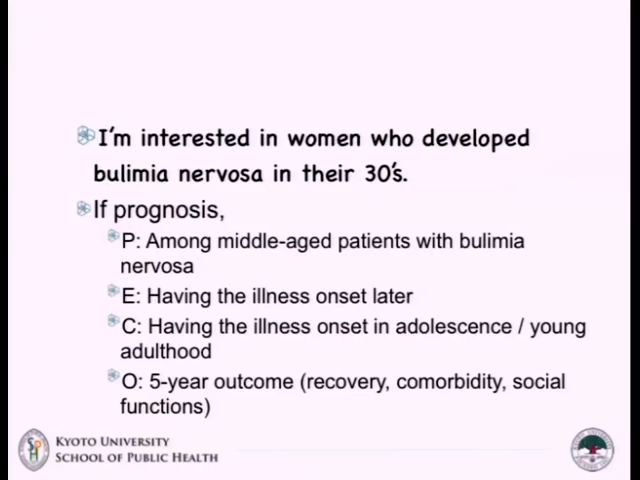 I'm interested in women who developed
bulimia nervosa in their 30's.
If prognosis,
P: Among middle-aged patients with bulimia
nervosa
E: Having the illness onset later
C: Having the illness onset in adolescence / young
adulthood
O: 5-year outcome (recovery, comorbidity, social
functions)
KYOTO UNIVERSITY
SCHOOL OF PUBLIC HEALTH